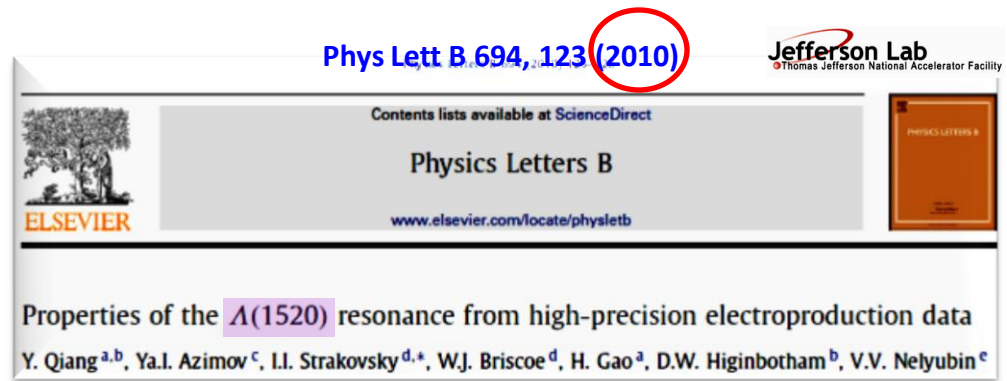 Phys Lett B 694, 123 (2010)
Jefferson Lab
Thomas Jefferson National Accelerator Facility
Contents lists available at ScienceDirect
Physics Letters B
www.elsevier.com/locate/physletb
ELSEVIER
PHYSICS LETTERS B
Properties of the Λ(1520) resonance from high-precision electroproduction data
Y. Qiang a,b, Ya.I. Azimov c, I.I. Strakovsky d,*, W.J. Briscoe d, H. Gao a, D.W. Higinbotham b, V.V. Nelyubin e